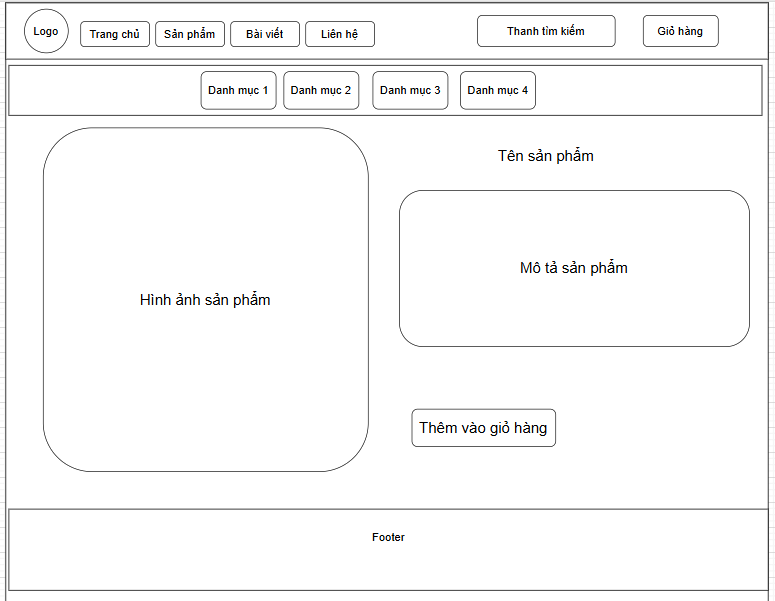 Logo
Trang chủ
Sản phẩm
Bài viết
Liên hệ
Thanh tìm kiếm
Giỏ hàng
Danh mục 1
Danh mục 2
Danh mục 3
Danh mục 4
Tên sản phẩm
Hình ảnh sản phẩm
Mô tả sản phẩm
Thêm vào giỏ hàng
Footer